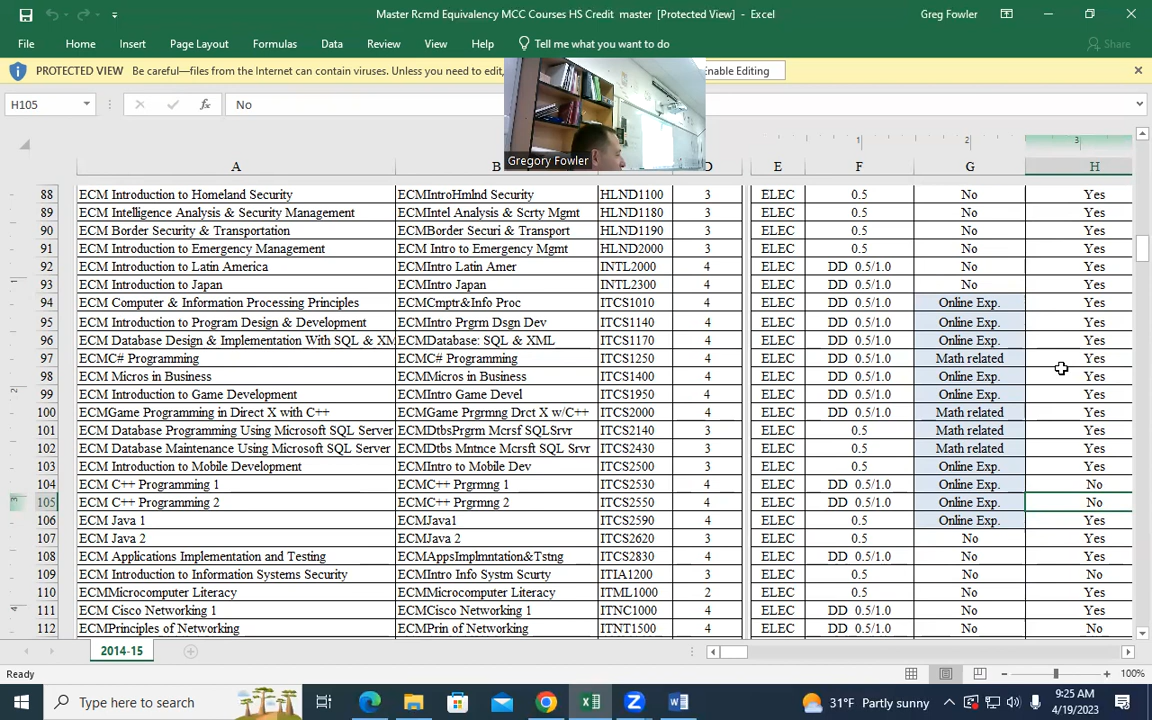 Master Rcmd Equivalency MCC Courses HS Credit master [Protected View] - Excel
Greg Fowler
File Home Insert Page Layout Formulas Data Review View Help Tell me what you want to do Share
PROTECTED VIEW Be careful—files from the Internet can contain viruses. Unless you need to edit, Enable Editing
H105 fx No
Gregory Fowler
1 2 3
A B D E F G H
88 ECM Introduction to Homeland Security ECMIntroHmlnd Security HLND1100 3 ELEC 0.5 No Yes
89 ECM Intelligence Analysis & Security Management ECMIntel Analysis & Scrty Mgmt HLND1180 3 ELEC 0.5 No Yes
90 ECM Border Security & Transportation ECMBorder Securi & Transport HLND1190 3 ELEC 0.5 No Yes
91 ECM Introduction to Emergency Management ECM Intro to Emergency Mgmt HLND2000 3 ELEC 0.5 No Yes
92 ECM Introduction to Latin America ECMIntro Latin Amer INTL2000 4 ELEC DD 0.5/1.0 No Yes
93 ECM Introduction to Japan ECMIntro Japan INTL2300 4 ELEC DD 0.5/1.0 No Yes
94 ECM Computer & Information Processing Principles ECMCmptr&Info Proc ITCS1010 4 ELEC DD 0.5/1.0 Online Exp. Yes
95 ECM Introduction to Program Design & Development ECMIntro Prgrm Dsgn Dev ITCS1140 4 ELEC DD 0.5/1.0 Online Exp. Yes
96 ECM Database Design & Implementation With SQL & XM ECMDatabase: SQL & XML ITCS1170 4 ELEC DD 0.5/1.0 Online Exp. Yes
97 ECMC# Programming ECMC# Programming ITCS1250 4 ELEC DD 0.5/1.0 Math related Yes
98 ECM Micros in Business ECMMicros in Business ITCS1400 4 ELEC DD 0.5/1.0 Online Exp. Yes
99 ECM Introduction to Game Development ECMIntro Game Devel ITCS1950 4 ELEC DD 0.5/1.0 Online Exp. Yes
100 ECMGame Programming in Direct X with C++ ECMGame Prgrmng Drct X w/C++ ITCS2000 4 ELEC DD 0.5/1.0 Math related Yes
101 ECM Database Programming Using Microsoft SQL Server ECMDtbsPrgrm Mcrsf SQLSrvr ITCS2140 3 ELEC 0.5 Math related Yes
102 ECM Database Maintenance Using Microsoft SQL Server ECMDtbs Mntnce Mcrsft SQL Srvr ITCS2430 3 ELEC 0.5 Math related Yes
103 ECM Introduction to Mobile Development ECMIntro to Mobile Dev ITCS2500 3 ELEC 0.5 Online Exp. Yes
104 ECM C++ Programming 1 ECMC++ Prgrmng 1 ITCS2530 4 ELEC DD 0.5/1.0 Online Exp. No
105 ECM C++ Programming 2 ECMC++ Prgrmng 2 ITCS2550 4 ELEC DD 0.5/1.0 Online Exp. No
106 ECM Java 1 ECMJava1 ITCS2590 4 ELEC 0.5 Online Exp. Yes
107 ECM Java 2 ECMJava 2 ITCS2620 3 ELEC 0.5 No Yes
108 ECM Applications Implementation and Testing ECMAppsImplmntation&Tstng ITCS2830 4 ELEC DD 0.5/1.0 No Yes
109 ECM Introduction to Information Systems Security ECMIntro Info Systm Scurty ITIA1200 3 ELEC 0.5 No No
110 ECMMicrocomputer Literacy ECMMicrocomputer Literacy ITML1000 2 ELEC 0.5 No Yes
111 ECM Cisco Networking 1 ECMCisco Networking 1 ITNC1000 4 ELEC DD 0.5/1.0 No Yes
112 ECMPrinciples of Networking ECMPrin of Networking ITNT1500 4 ELEC DD 0.5/1.0 No No
2014-15
Ready 100%
Type here to search 31°F Partly sunny 9:25 AM
4/19/2023